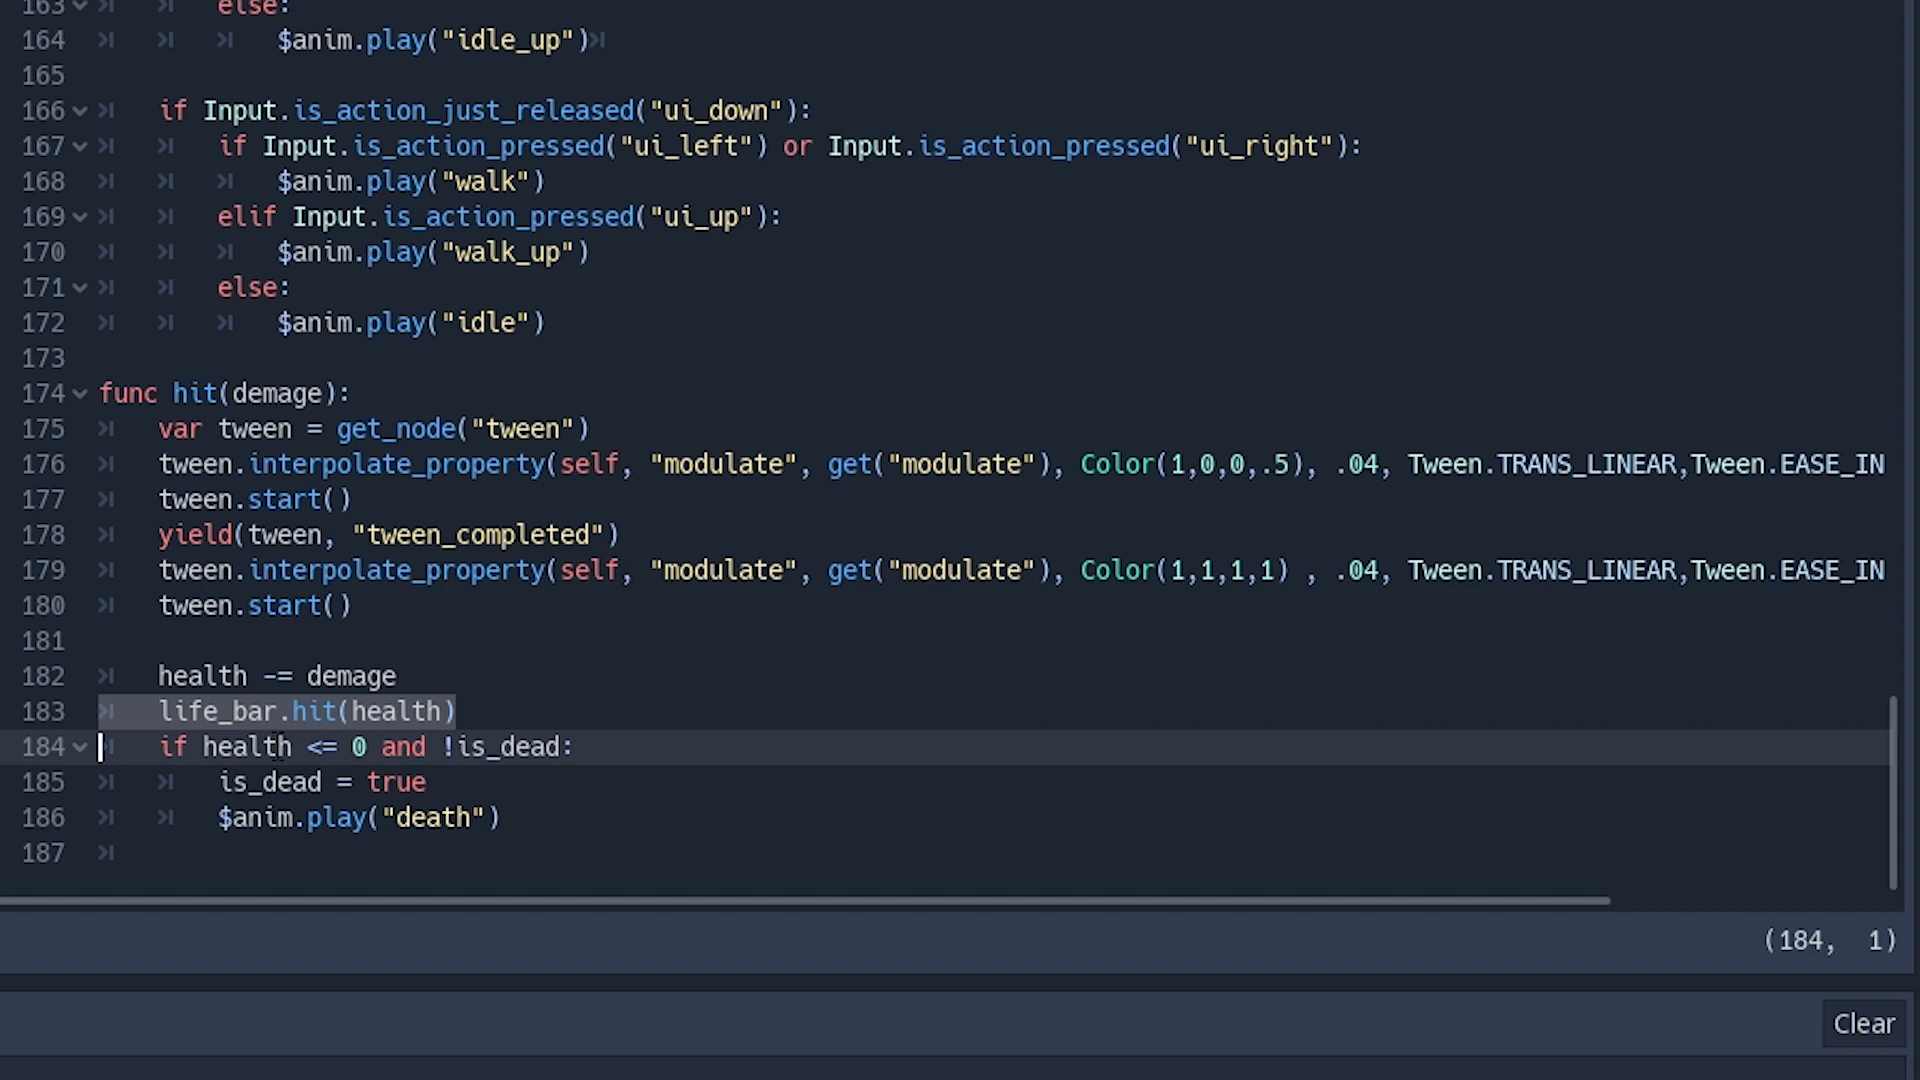 163 else:
164 $anim.play("idle_up")
165
166 if Input.is_action_just_released("ui_down"):
167 if Input.is_action_pressed("ui_left") or Input.is_action_pressed("ui_right"):
168 $anim.play("walk")
169 elif Input.is_action_pressed("ui_up"):
170 $anim.play("walk_up")
171 else:
172 $anim.play("idle")
173
174 func hit(demage):
175 var tween = get_node("tween")
176 tween.interpolate_property(self, "modulate", get("modulate"), Color(1,0,0,.5), .04, Tween.TRANS_LINEAR,Tween.EASE_IN
177 tween.start()
178 yield(tween, "tween_completed")
179 tween.interpolate_property(self, "modulate", get("modulate"), Color(1,1,1,1) , .04, Tween.TRANS_LINEAR,Tween.EASE_IN
180 tween.start()
181
182 health -= demage
183 life_bar.hit(health)
184 if health <= 0 and !is_dead:
185 is_dead = true
186 $anim.play("death")
187
(184, 1)
Clear